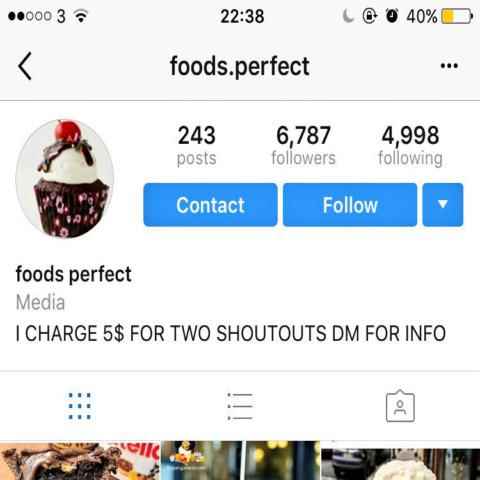 3 22:38 40%
foods.perfect
243 6,787 4,998
posts followers following
Contact Follow
foods perfect
Media
I CHARGE 5$ FOR TWO SHOUTOUTS DM FOR INFO